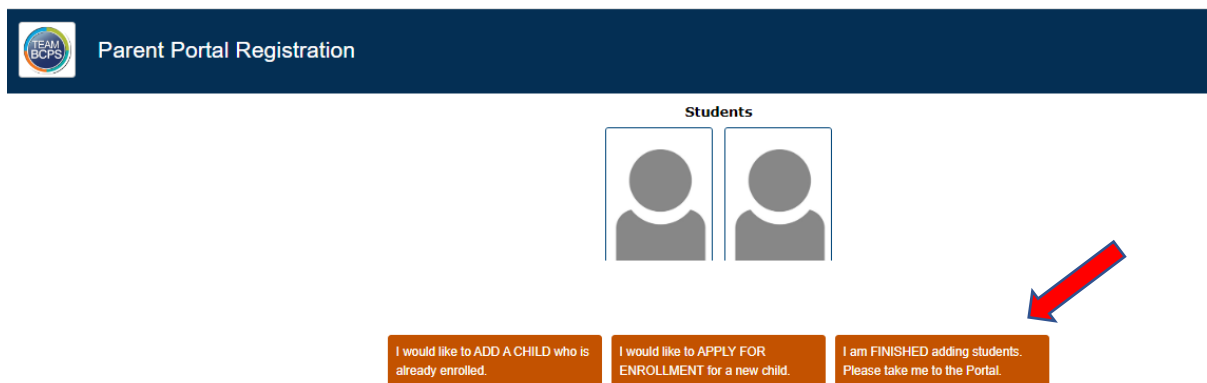 TEAM
BCPS
Parent Portal Registration
Students
I would like to ADD A CHILD who is
already enrolled.
I would like to APPLY FOR
ENROLLMENT for a new child.
I am FINISHED adding students.
Please take me to the Portal.